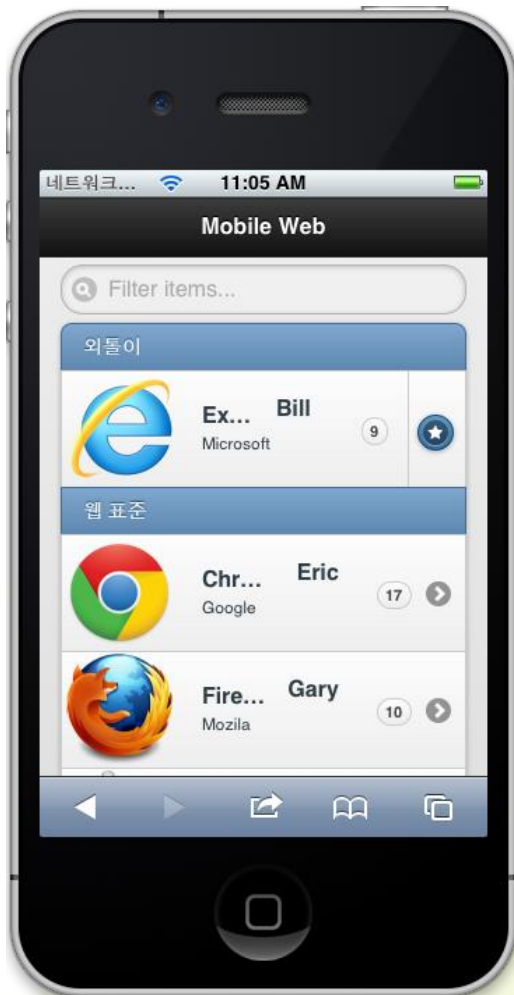 네트워크... 11:05 AM
Mobile Web
Filter items...
외톨이
Ex... Bill
Microsoft
9
웹 표준
Chr... Eric
Google
17
Fire... Gary
Mozila
10